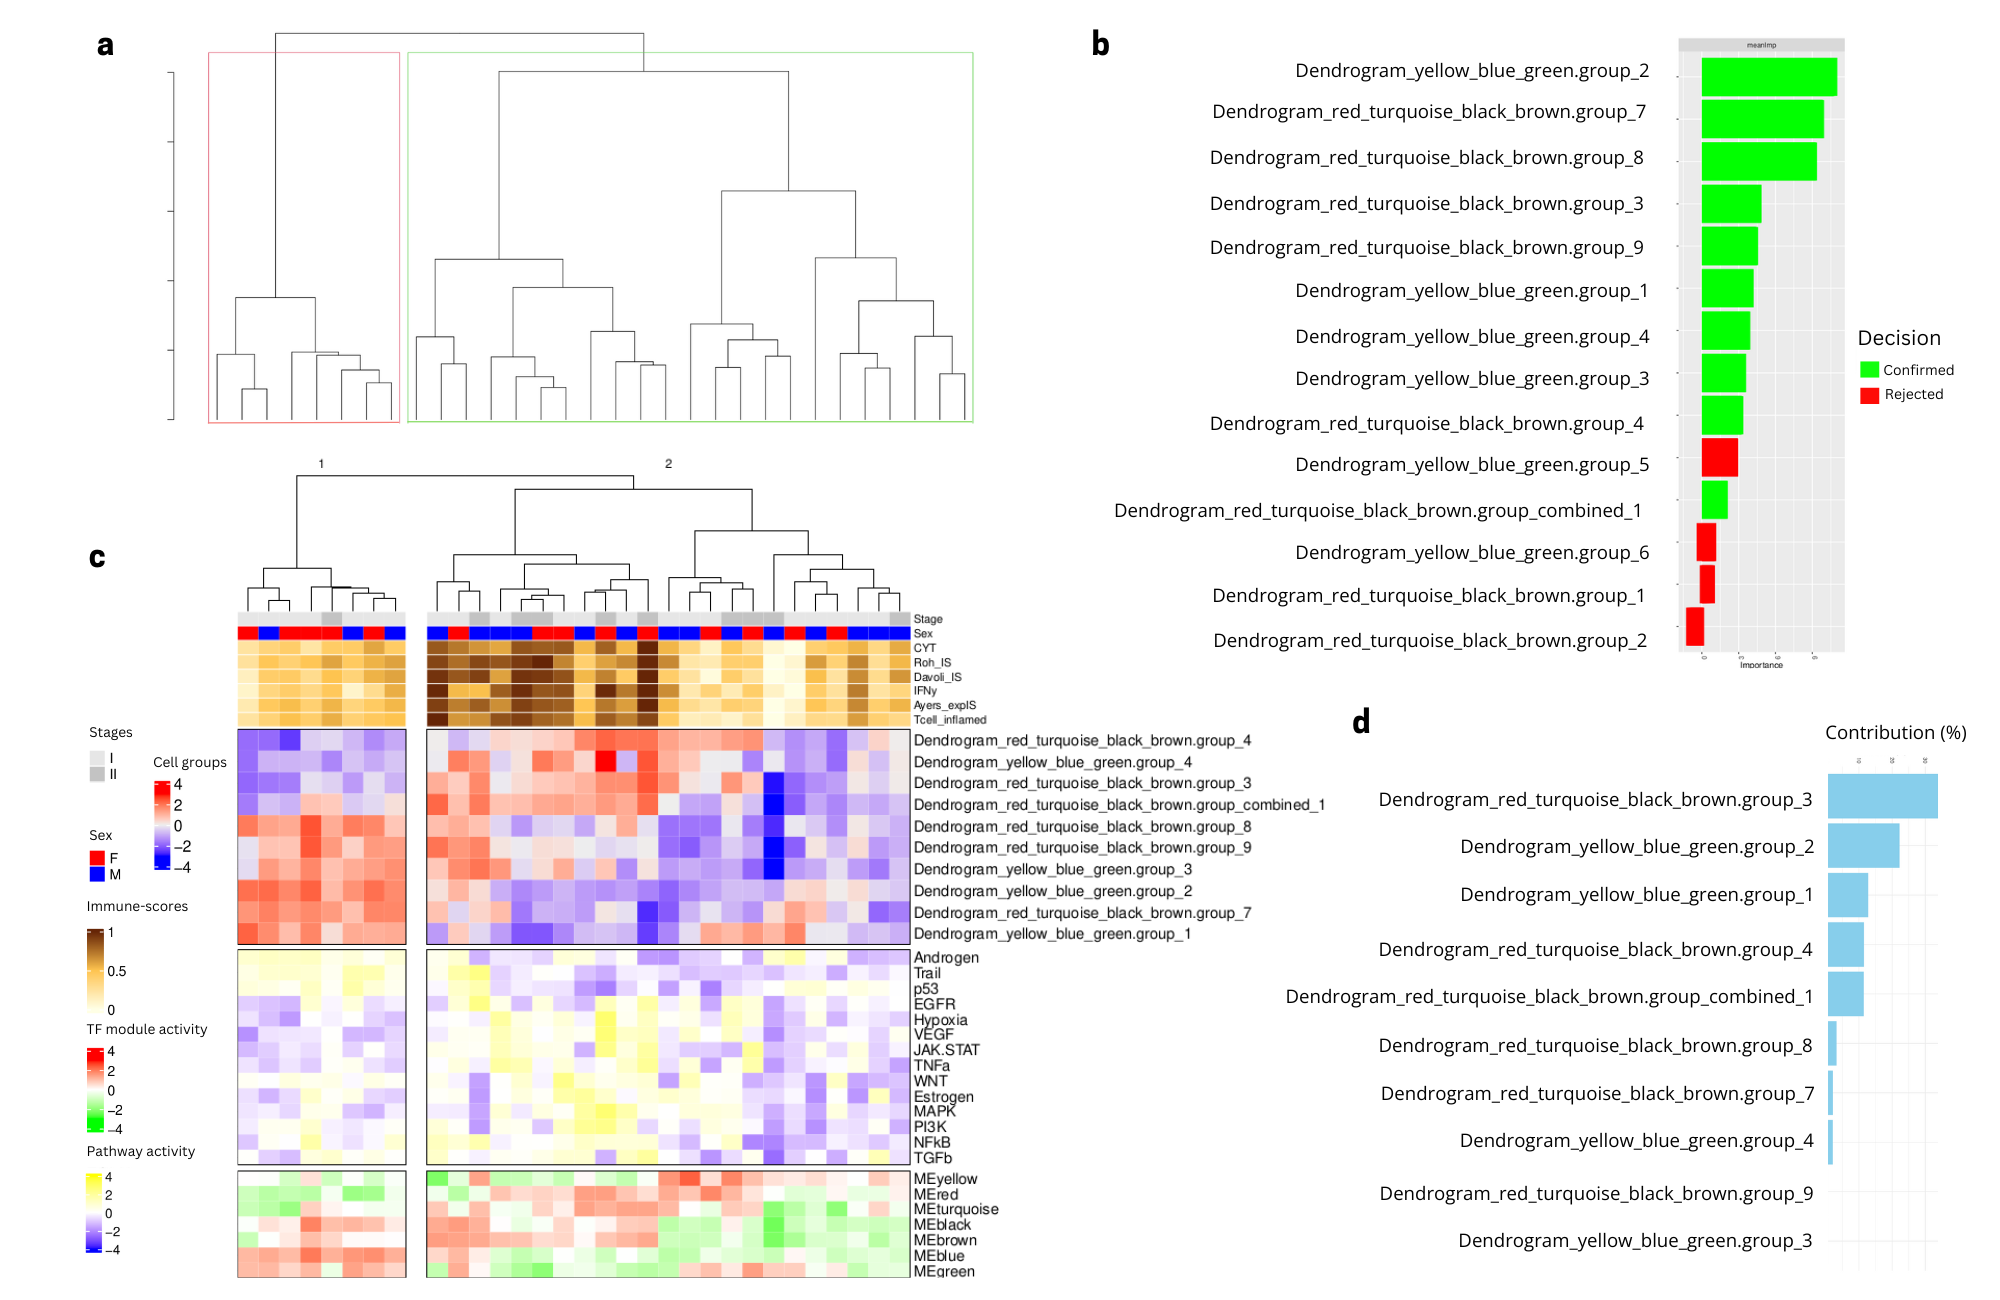 a
b
meanImp
Dendrogram_yellow_blue_green.group_2
Dendrogram_red_turquoise_black_brown.group_7
Dendrogram_red_turquoise_black_brown.group_8
Dendrogram_red_turquoise_black_brown.group_3
Dendrogram_red_turquoise_black_brown.group_9
Dendrogram_yellow_blue_green.group_1
Dendrogram_yellow_blue_green.group_4
Dendrogram_yellow_blue_green.group_3
Dendrogram_red_turquoise_black_brown.group_4
Dendrogram_yellow_blue_green.group_5
Dendrogram_red_turquoise_black_brown.group_combined_1
Dendrogram_yellow_blue_green.group_6
Dendrogram_red_turquoise_black_brown.group_1
Dendrogram_red_turquoise_black_brown.group_2
0 3 6 9
Importance
Decision
Confirmed
Rejected
c
1 2
Stage
Sex
CYT
Roh_IS
Davoli_IS
IFNy
Ayers_expIS
Tcell_inflamed
Dendrogram_red_turquoise_black_brown.group_4
Dendrogram_yellow_blue_green.group_4
Dendrogram_red_turquoise_black_brown.group_3
Dendrogram_red_turquoise_black_brown.group_combined_1
Dendrogram_red_turquoise_black_brown.group_8
Dendrogram_red_turquoise_black_brown.group_9
Dendrogram_yellow_blue_green.group_3
Dendrogram_yellow_blue_green.group_2
Dendrogram_red_turquoise_black_brown.group_7
Dendrogram_yellow_blue_green.group_1
Androgen
Trail
p53
EGFR
Hypoxia
VEGF
JAK.STAT
TNFa
WNT
Estrogen
MAPK
PI3K
NFkB
TGFb
MEyellow
MEred
MEturquoise
MEblack
MEbrown
MEblue
MEgreen
Stages
I
II
Cell groups
4
2
0
−2
−4
Sex
F
M
Immune-scores
1
0.5
0
TF module activity
4
2
0
−2
−4
Pathway activity
4
2
0
−2
−4
d
Contribution (%)
10 20 30
Dendrogram_red_turquoise_black_brown.group_3
Dendrogram_yellow_blue_green.group_2
Dendrogram_yellow_blue_green.group_1
Dendrogram_red_turquoise_black_brown.group_4
Dendrogram_red_turquoise_black_brown.group_combined_1
Dendrogram_red_turquoise_black_brown.group_8
Dendrogram_red_turquoise_black_brown.group_7
Dendrogram_yellow_blue_green.group_4
Dendrogram_red_turquoise_black_brown.group_9
Dendrogram_yellow_blue_green.group_3